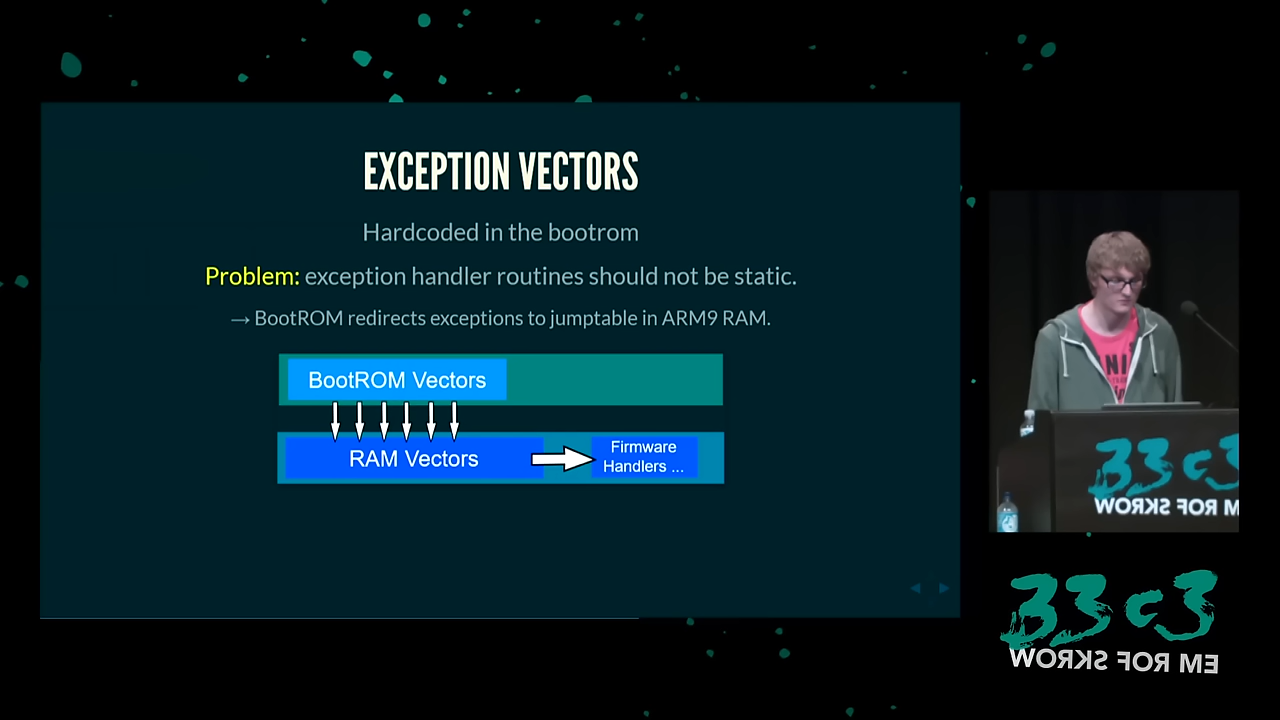 EXCEPTION VECTORS
Hardcoded in the bootrom
Problem: exception handler routines should not be static.
→ BootROM redirects exceptions to jumptable in ARM9 RAM.
BootROM Vectors
RAM Vectors
Firmware
Handlers ...
33c3
WORKS FOR ME
33c3
WORKS FOR ME